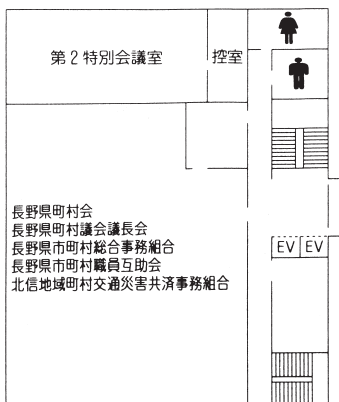 第2特別会議室
控室
長野県町村会
長野県町村議会議長会
長野県市町村総合事務組合
長野県市町村職員互助会
北信地域町村交通災害共済事務組合
EV EV